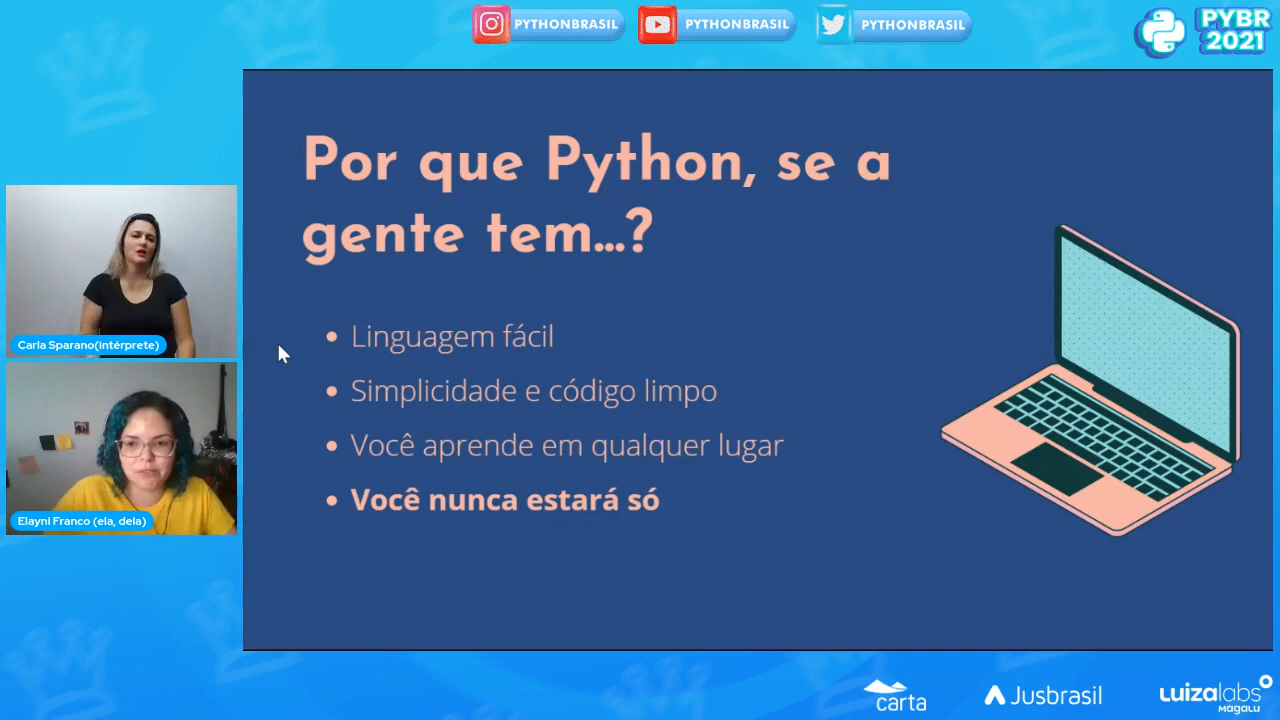 PYTHONBRASIL
PYTHONBRASIL
PYTHONBRASIL
PYBR
2021
Por que Python, se a
gente tem...?
• Linguagem fácil
• Simplicidade e código limpo
• Você aprende em qualquer lugar
• Você nunca estará só
Carla Sparano(intérprete)
Elayni Franco (ela, dela)
carta
Jusbrasil
Luizalabs
MAGALU